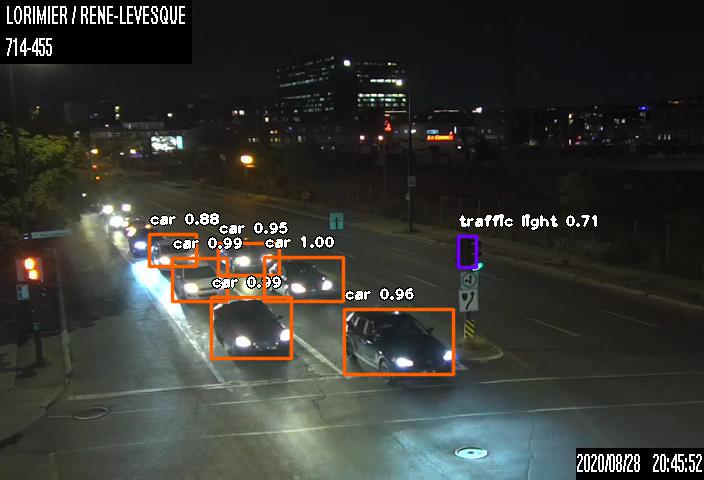 LORIMIER / RENE-LEVESQUE
714-455
car 0.88
car 0.95
car 0.99
car 1.00
traffic light 0.71
car 0.99
car 0.96
2020/08/28 20:45:52